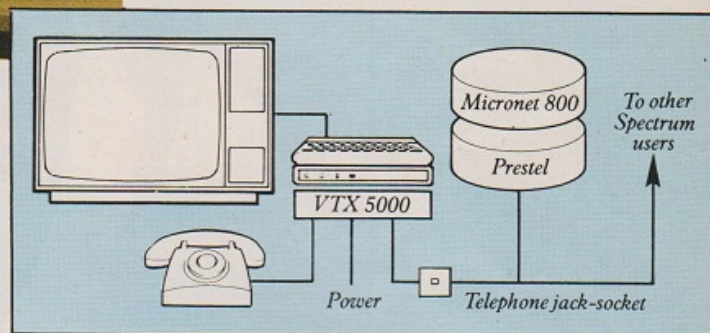 Micronet 800
Prestel
To other
Spectrum
users
VTX 5000
Power
Telephone jack-socket